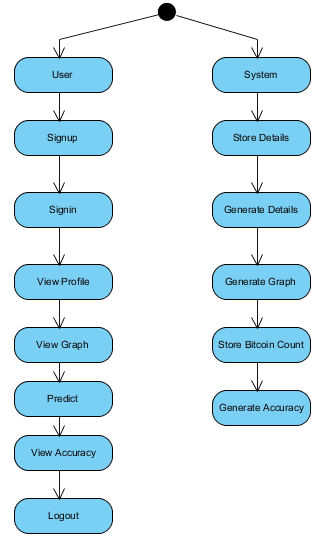 User
System
Signup
Store Details
Signin
Generate Details
View Profile
Generate Graph
View Graph
Store Bitcoin Count
Predict
Generate Accuracy
View Accuracy
Logout